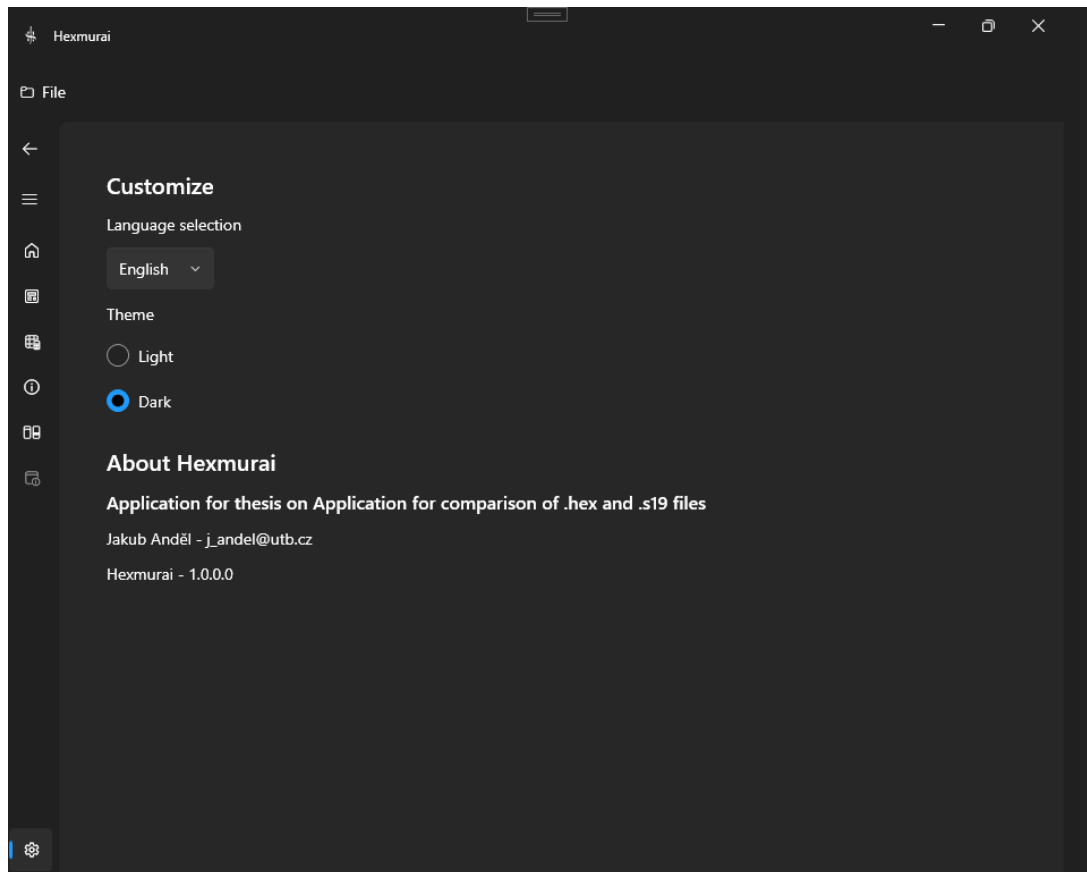 Hexmurai
File
Customize
Language selection
English
Theme
Light
Dark
About Hexmurai
Application for thesis on Application for comparison of .hex and .s19 files
Jakub Anděl - j_andel@utb.cz
Hexmurai - 1.0.0.0